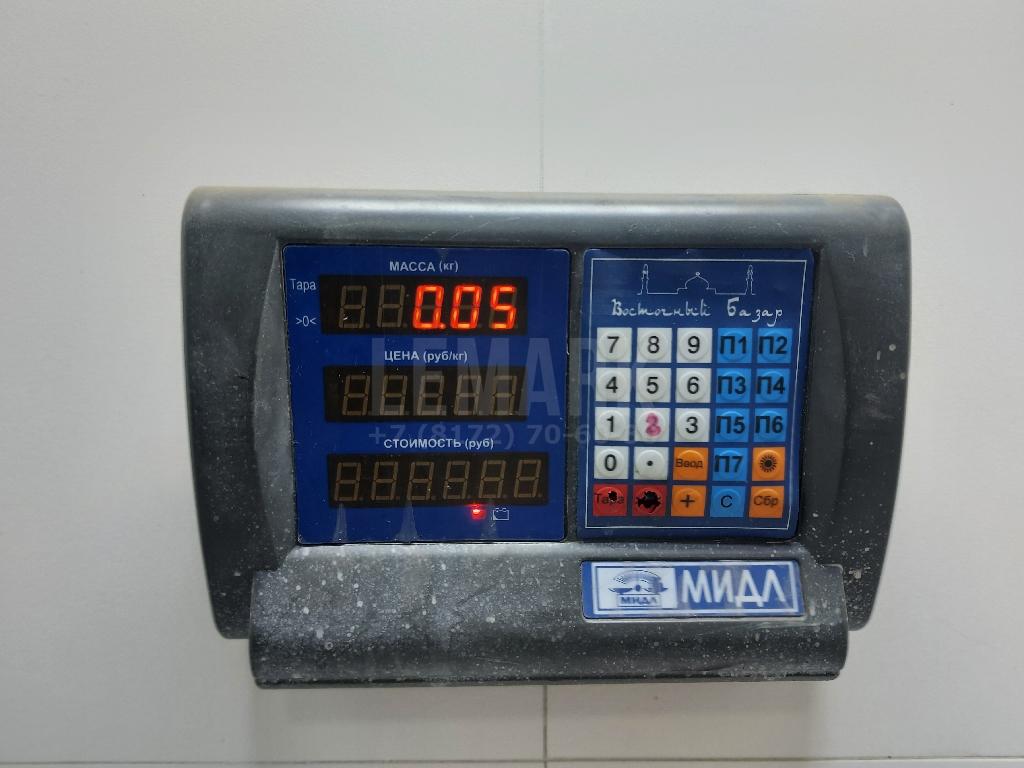 МАССА (кг)
Тара
0.05
>0<
ЦЕНА (руб/кг)
СТОИМОСТЬ (руб)
Восточный Базар
7 8 9 П1 П2
4 5 6 П3 П4
1 2 3 П5 П6
0 . Ввод П7
Тара + С Сбр
МИДЛ
МИДЛ